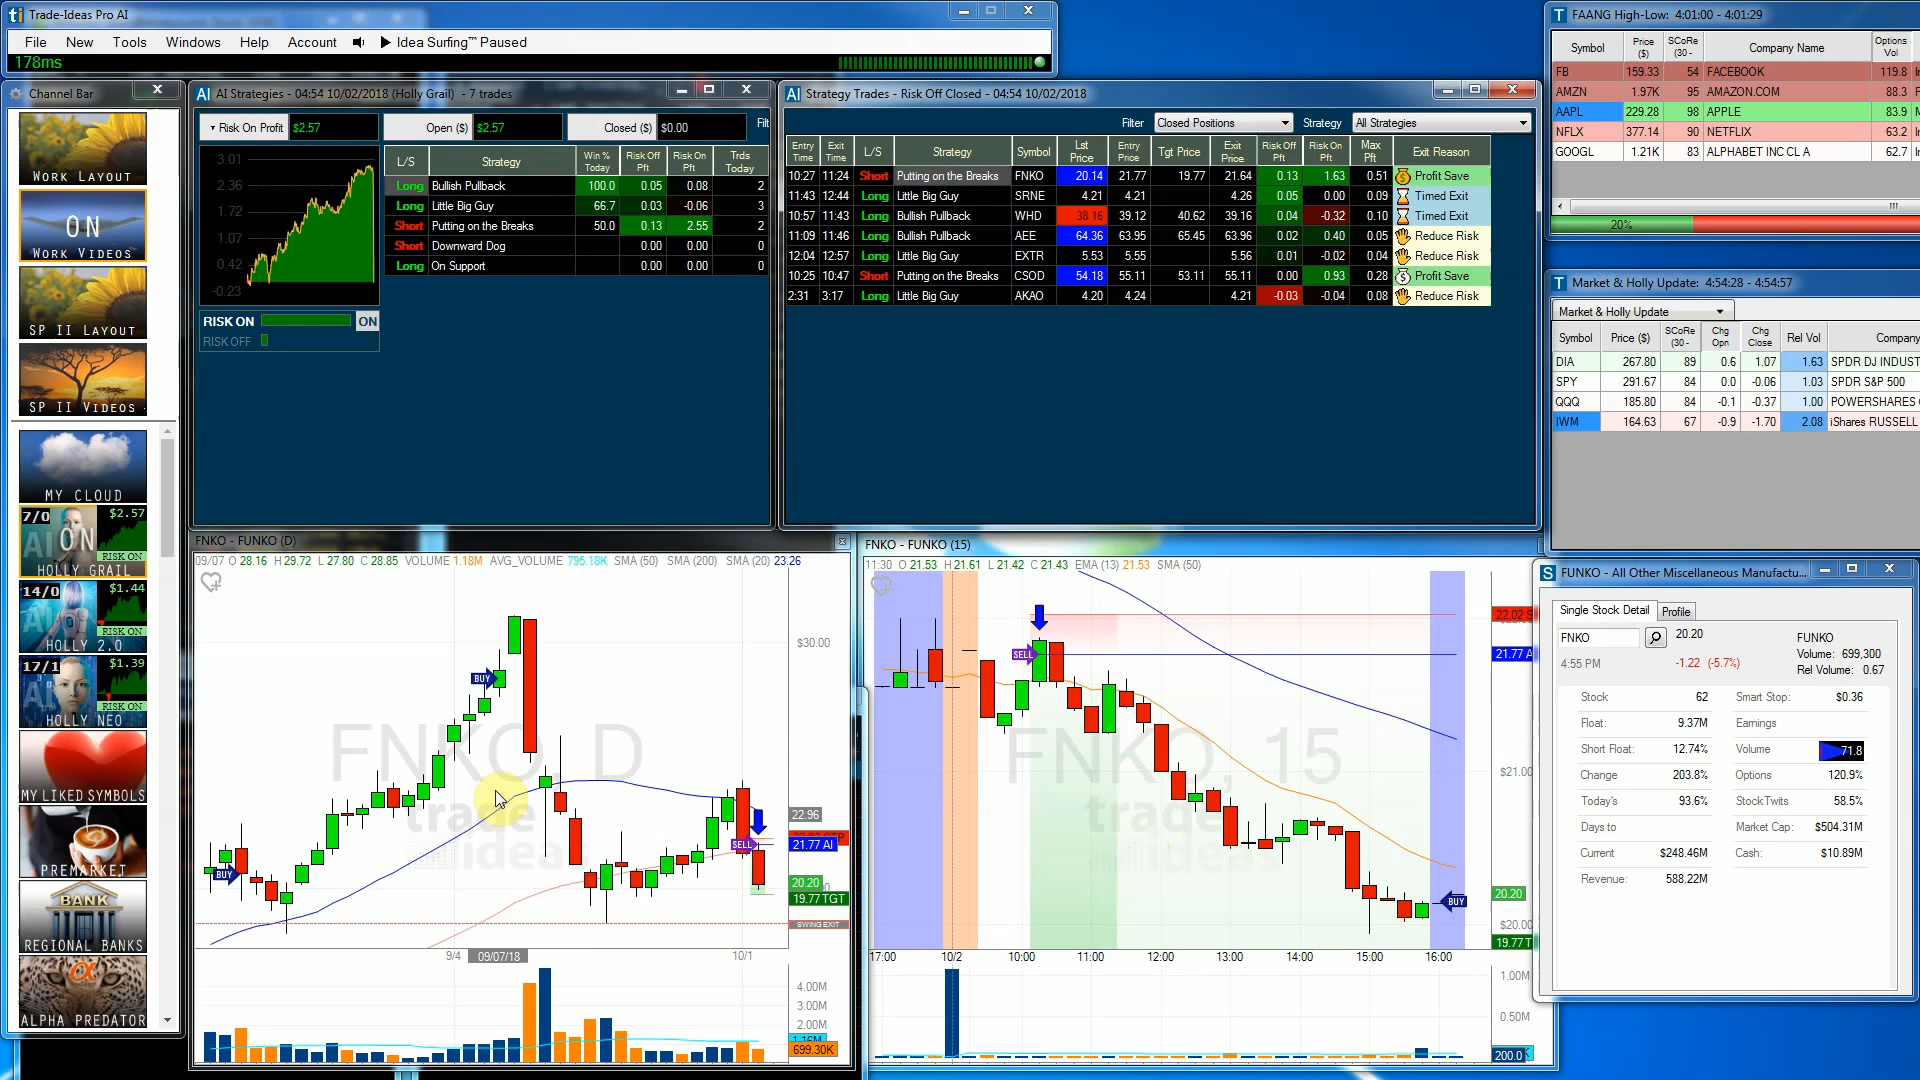 Trade-Ideas Pro AI
File New Tools Windows Help Account Idea Surfing™ Paused
178ms
Channel Bar
WORK LAYOUT
ON
WORK VIDEOS
SP II LAYOUT
SP II VIDEOS
MY CLOUD
7/0 $2.57
AI ON
RISK ON
HOLLY GRAIL
14/0 $1.44
RISK ON
HOLLY 2.0
17/1 $1.39
RISK ON
HOLLY NEO
MY LIKED SYMBOLS
PREMARKET
BANK
REGIONAL BANKS
α
ALPHA PREDATOR
AI Strategies - 04:54 10/02/2018 (Holly Grail) - 7 trades
Risk On Profit $2.57 Open ($) $2.57 Closed ($) $0.00 Filt
3.01
2.36
1.72
1.07
0.42
-0.23
RISK ON ON
RISK OFF
L/S Strategy Win % Today Risk Off Pft Risk On Pft Trds Today
Long Bullish Pullback 100.0 0.05 0.08 2
Long Little Big Guy 66.7 0.03 -0.06 3
Short Putting on the Breaks 50.0 0.13 2.55 2
Short Downward Dog 0.00 0.00 0
Long On Support 0.00 0.00 0
Strategy Trades - Risk Off Closed - 04:54 10/02/2018
Filter Closed Positions Strategy All Strategies
Entry Time Exit Time L/S Strategy Symbol Lst Price Entry Price Tgt Price Exit Price Risk Off Pft Risk On Pft Max Pft Exit Reason
10:27 11:24 Short Putting on the Breaks FNKO 20.14 21.77 19.77 21.64 0.13 1.63 0.51 Profit Save
11:43 12:44 Long Little Big Guy SRNE 4.21 4.21 4.26 0.05 0.00 0.09 Timed Exit
10:57 11:43 Long Bullish Pullback WHD 38.16 39.12 40.62 39.16 0.04 -0.32 0.10 Timed Exit
11:09 11:46 Long Bullish Pullback AEE 64.36 63.95 65.45 63.96 0.02 0.40 0.05 Reduce Risk
12:04 12:57 Long Little Big Guy EXTR 5.53 5.55 5.56 0.01 -0.02 0.04 Reduce Risk
10:25 10:47 Short Putting on the Breaks CSOD 54.18 55.11 53.11 55.11 0.00 0.93 0.28 Profit Save
2:31 3:17 Long Little Big Guy AKAO 4.20 4.24 4.21 -0.03 -0.04 0.08 Reduce Risk
FAANG High-Low: 4:01:00 - 4:01:29
Symbol Price ($) SCoRe (30 - Company Name Options Vol
FB 159.33 54 FACEBOOK 119.8
AMZN 1.97K 95 AMAZON.COM 88.3
AAPL 229.28 98 APPLE 83.9
NFLX 377.14 90 NETFLIX 63.2
GOOGL 1.21K 83 ALPHABET INC CL A 62.7
20%
Market & Holly Update: 4:54:28 - 4:54:57
Market & Holly Update
Symbol Price ($) SCoRe (30 - Chg Opn Chg Close Rel Vol Company
DIA 267.80 89 0.6 1.07 1.63 SPDR DJ INDUST
SPY 291.67 84 0.0 -0.06 1.03 SPDR S&P 500
QQQ 185.80 84 -0.1 -0.37 1.00 POWERSHARES
IWM 164.63 67 -0.9 -1.70 2.08 iShares RUSSELL
FNKO - FUNKO (D)
09/07 O 28.16 H 29.72 L 27.80 C 28.85 VOLUME 1.18M AVG_VOLUME 795.18K SMA (50) SMA (200) SMA (20) 23.26
FNKO, D
trade
ideas
BUY
BUY
SELL
$30.00
22.96
21.77 AI
20.20
19.77 TGT
SWING EXIT
9/4 09/07/18 10/1
4.00M
3.00M
2.00M
1.16M
699.30K
FNKO - FUNKO (15)
11:30 O 21.53 H 21.61 L 21.42 C 21.43 EMA (13) 21.53 SMA (50)
FNKO, 15
trade
ideas
SELL
BUY
22.02 S
21.77 A
$21.00
20.20
$20.00
19.77 T
17:00 10/2 10:00 11:00 12:00 13:00 14:00 15:00 16:00
1.00M
0.50M
200.0
FUNKO - All Other Miscellaneous Manufactu...
Single Stock Detail Profile
FNKO 20.20 FUNKO
4:55 PM -1.22 (-5.7%) Volume: 699,300
Rel Volume: 0.67
Stock 62 Smart Stop: $0.36
Float: 9.37M Earnings
Short Float: 12.74% Volume 71.8
Change 203.8% Options 120.9%
Today's 93.6% StockTwits 58.5%
Days to Market Cap: $504.31M
Current $248.46M Cash: $10.89M
Revenue: 588.22M